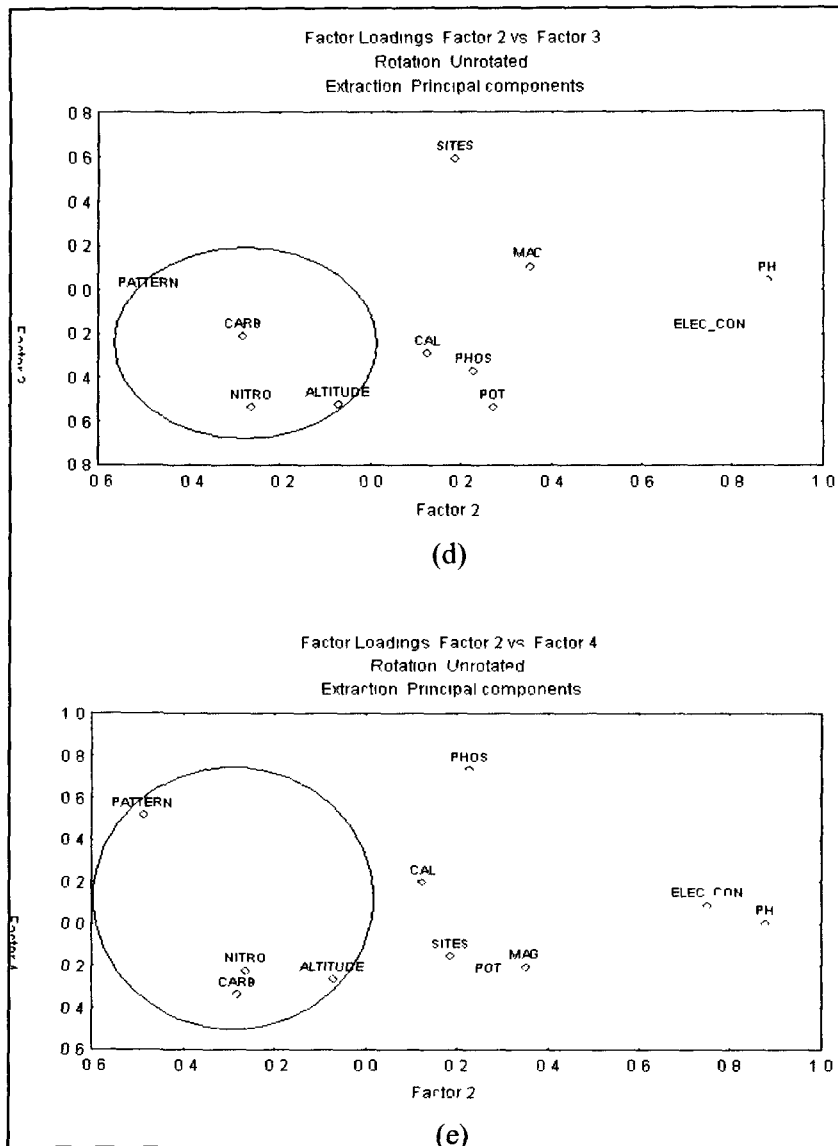 Factor Loadings Factor 2 vs Factor 3
Rotation Unrotated
Extraction Principal components
0 8
0 6
SITES
0 4
0 2
MAC
PATTERN
0 0
PH
CARB
ELEC_CON
0 2
CAL
PHOS
0 4
NITRO
ALTITUDE
POT
0 6
0 8
0 6 0 4 0 2 0 0 0 2 0 4 0 6 0 8 1 0
Factor 2
(d)
Factor Loadings Factor 2 vs Factor 4
Rotation Unrotated
Extraction Principal components
1 0
0 8
PHOS
0 6
PATTERN
0 4
CAL
0 2
ELEC_CON
0 0
PH
SITES
MAG
0 2
NITRO
ALTITUDE
POT
CARB
0 4
0 6
0 6 0 4 0 2 0 0 0 2 0 4 0 6 0 8 1 0
Factor 2
(e)